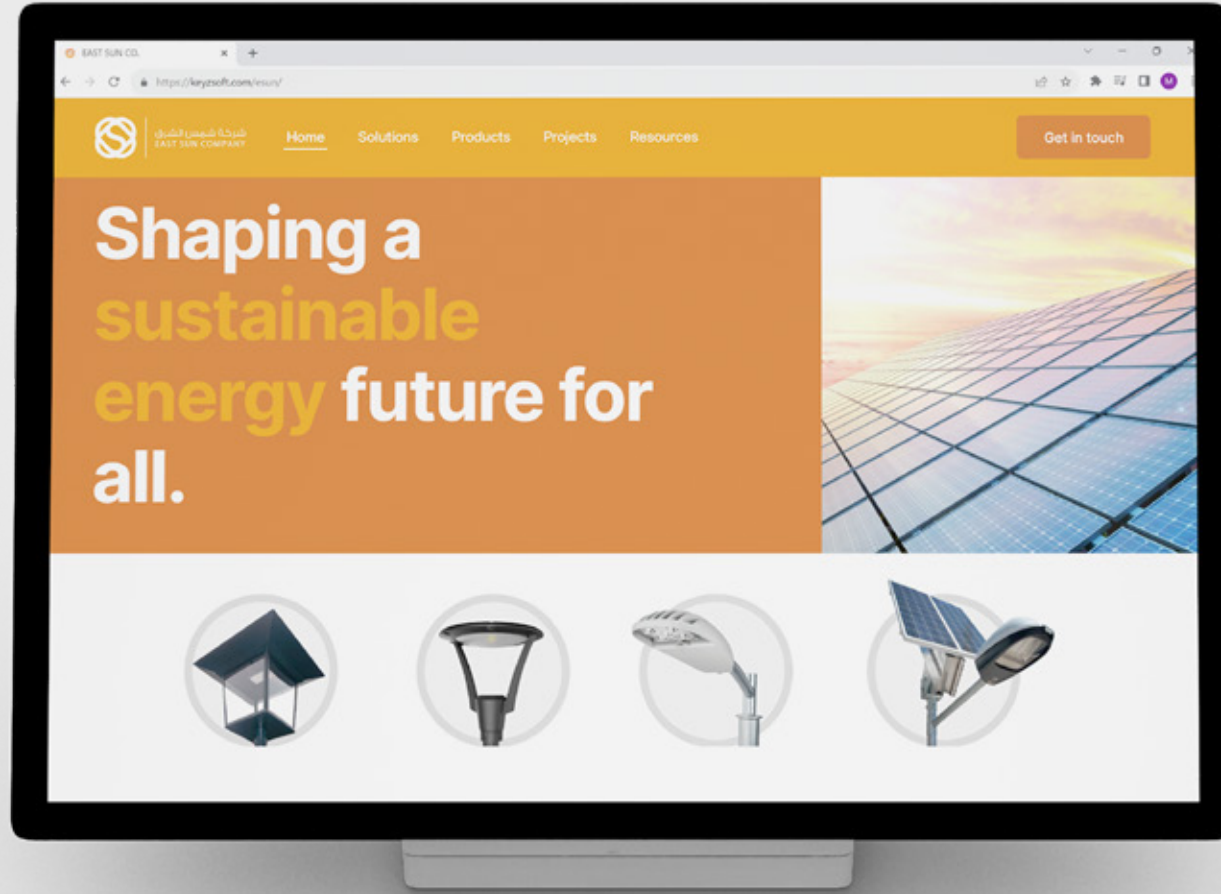 EAST SUN CO.
https://keyzsoft.com/esun/
M
شركة شمس الشرق
EAST SUN COMPANY
Home
Solutions
Products
Projects
Resources
Get in touch
Shaping a
sustainable
energy future for
all.